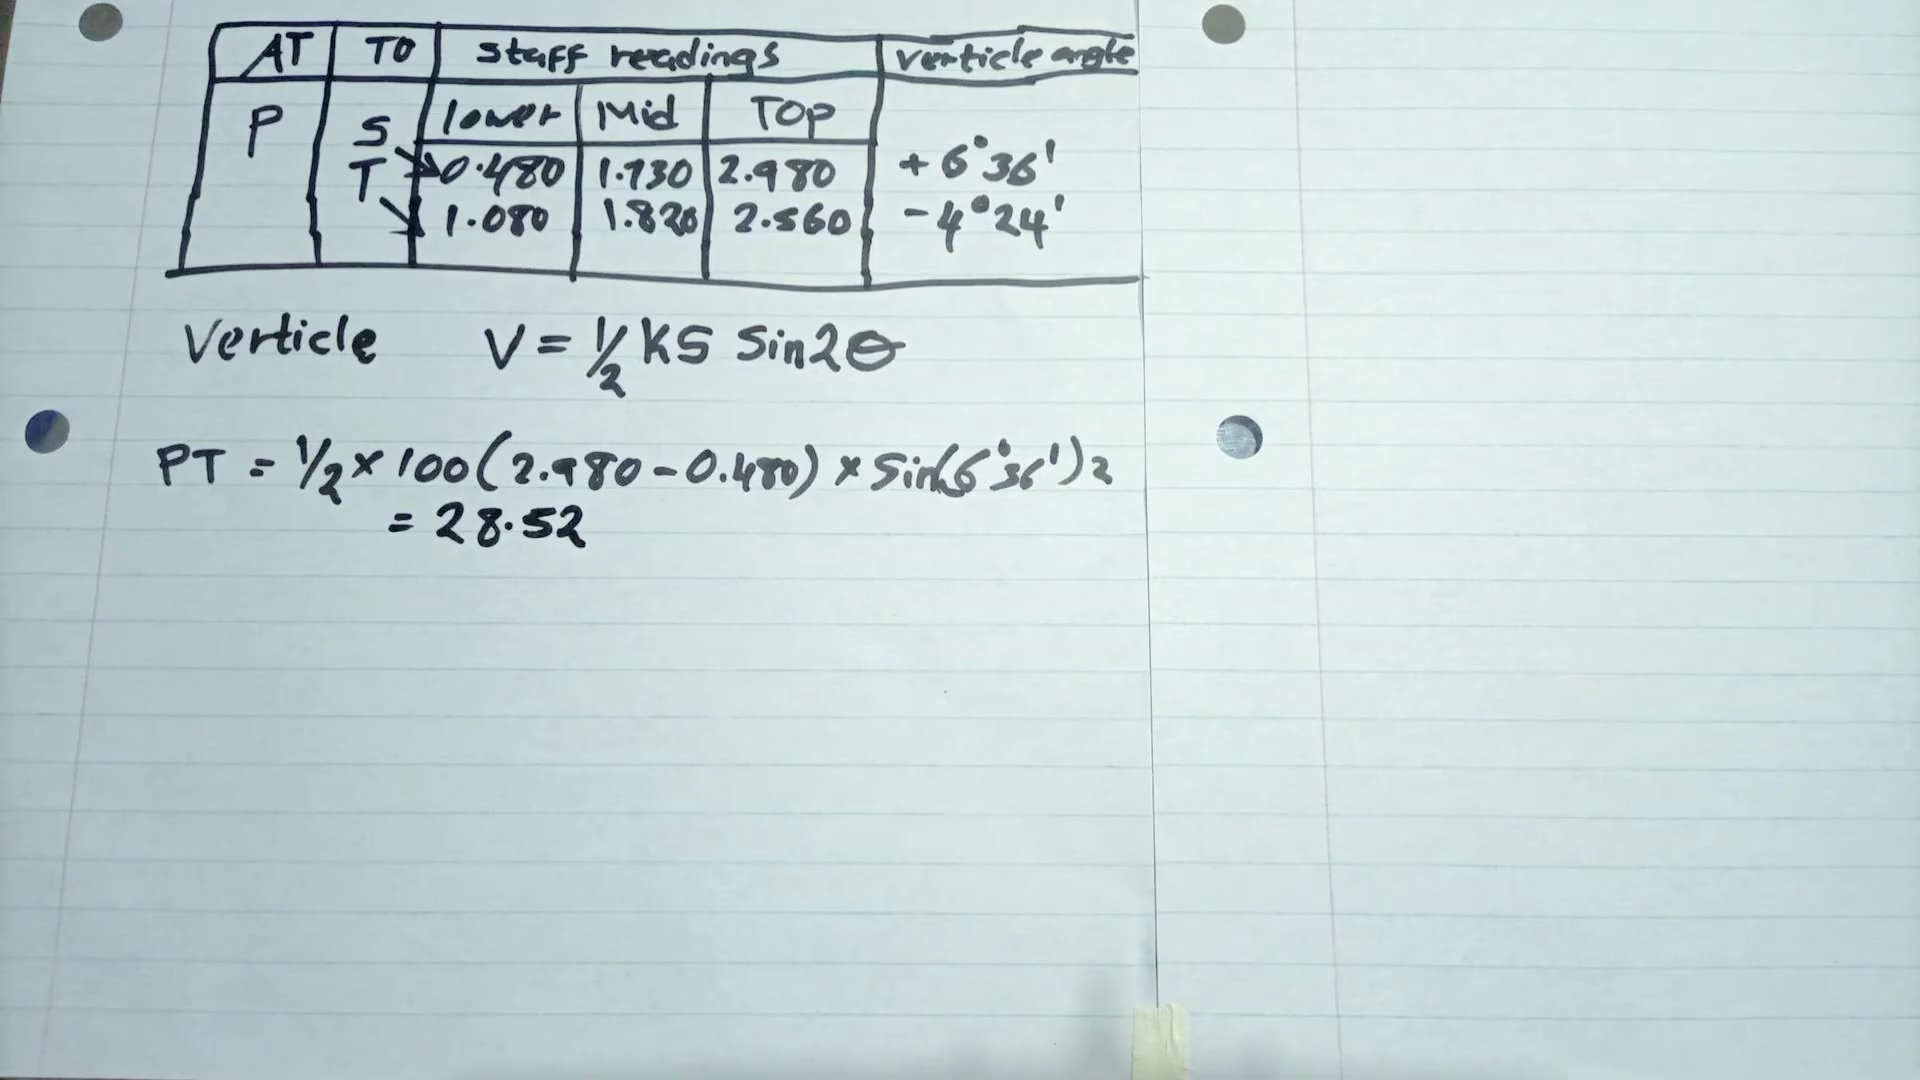 AT TO staff readings verticle angle
P S lower Mid TOP
T 0.480 1.730 2.980 + 6°36'
1.080 1.820 2.560 - 4°24'
Verticle V = 1/2 KS Sin2θ
PT = 1/2 × 100 (2.980 - 0.480) × Sin(6°36')2
= 28.52